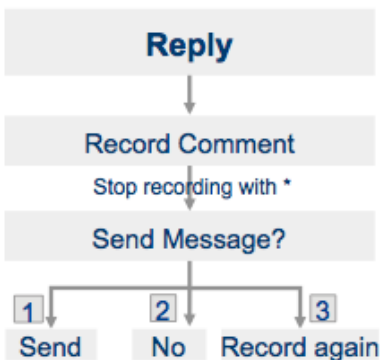 Reply
Record Comment
Stop recording with *
Send Message?
1 2 3
Send No Record again